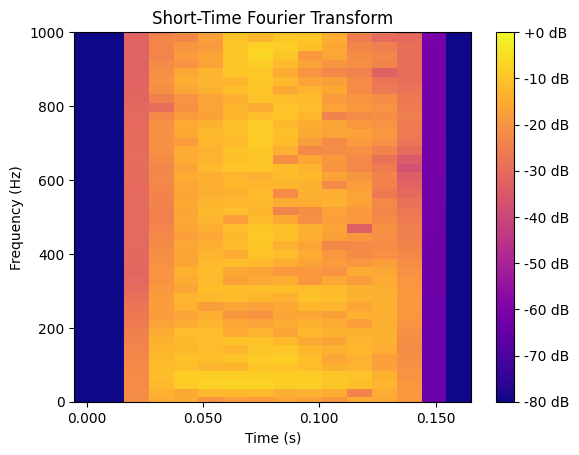 Short-Time Fourier Transform
1000
800
600
400
200
0
Frequency (Hz)
0.000
0.050
0.100
0.150
Time (s)
+0 dB
-10 dB
-20 dB
-30 dB
-40 dB
-50 dB
-60 dB
-70 dB
-80 dB